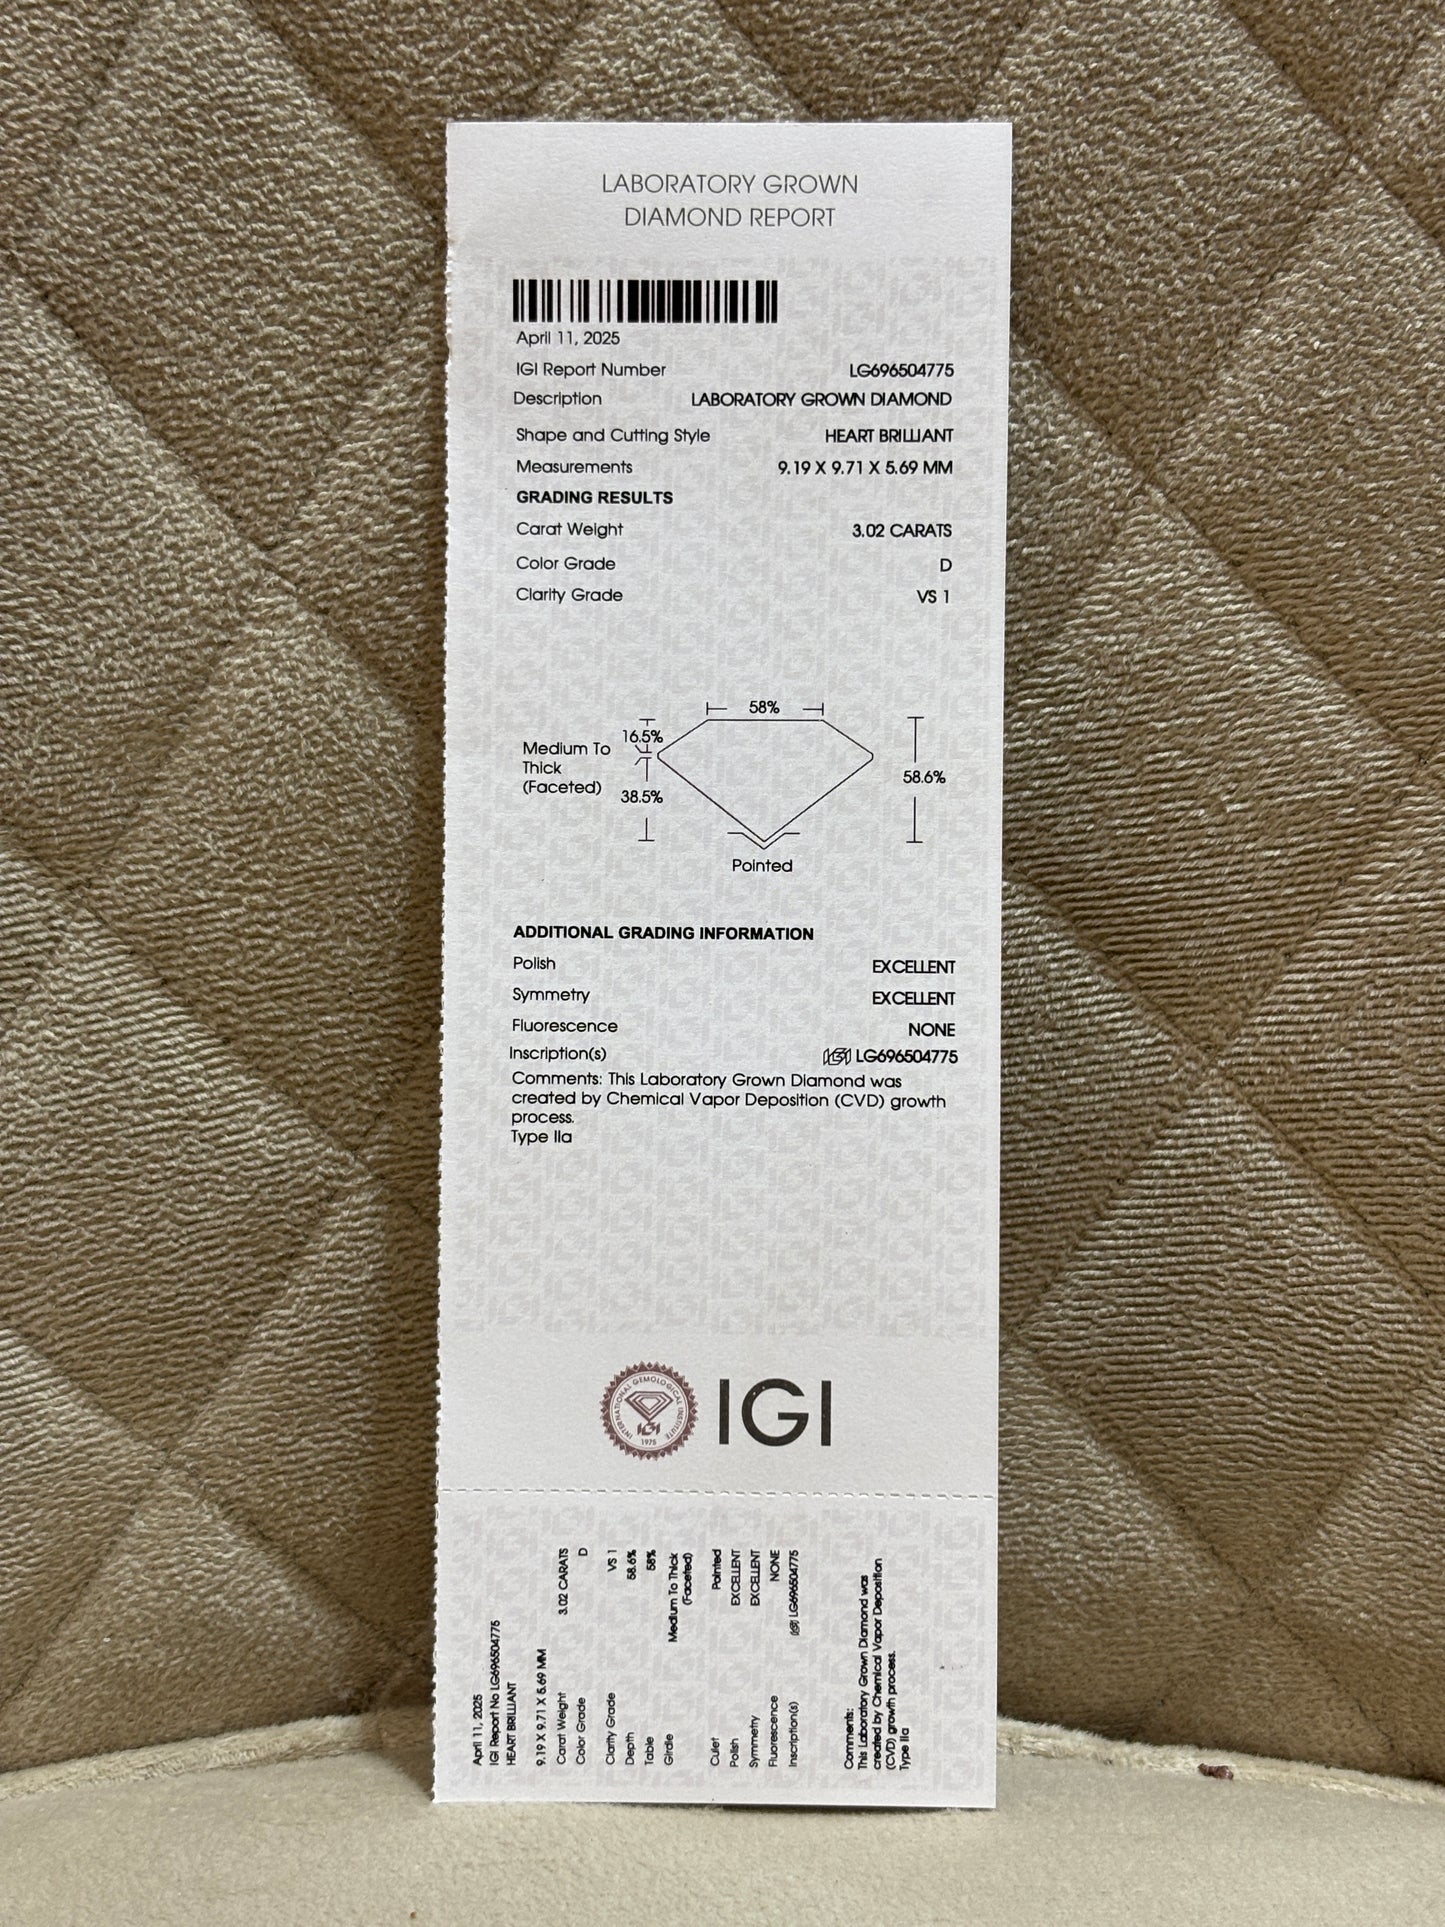 LABORATORY GROWN
DIAMOND REPORT
April 11, 2025
IGI Report Number LG696504775
Description LABORATORY GROWN DIAMOND
Shape and Cutting Style HEART BRILLIANT
Measurements 9.19 X 9.71 X 5.69 MM
GRADING RESULTS
Carat Weight 3.02 CARATS
Color Grade D
Clarity Grade VS 1
58%
16.5%
Medium To
Thick
(Faceted)
38.5%
58.6%
Pointed
ADDITIONAL GRADING INFORMATION
Polish EXCELLENT
Symmetry EXCELLENT
Fluorescence NONE
Inscription(s) IGI LG696504775
Comments: This Laboratory Grown Diamond was
created by Chemical Vapor Deposition (CVD) growth
process.
Type IIa
INTERNATIONAL GEMOLOGICAL INSTITUTE
IGI
1975
IGI
April 11, 2025
IGI Report No LG696504775
HEART BRILLIANT
9.19 X 9.71 X 5.69 MM
Carat Weight 3.02 CARATS
Color Grade D
Clarity Grade VS 1
Depth 58.6%
Table 58%
Girdle Medium To Thick
(Faceted)
Culet Pointed
Polish EXCELLENT
Symmetry EXCELLENT
Fluorescence NONE
Inscription(s) IGI LG696504775
Comments:
This Laboratory Grown Diamond was
created by Chemical Vapor Deposition
(CVD) growth process.
Type IIa